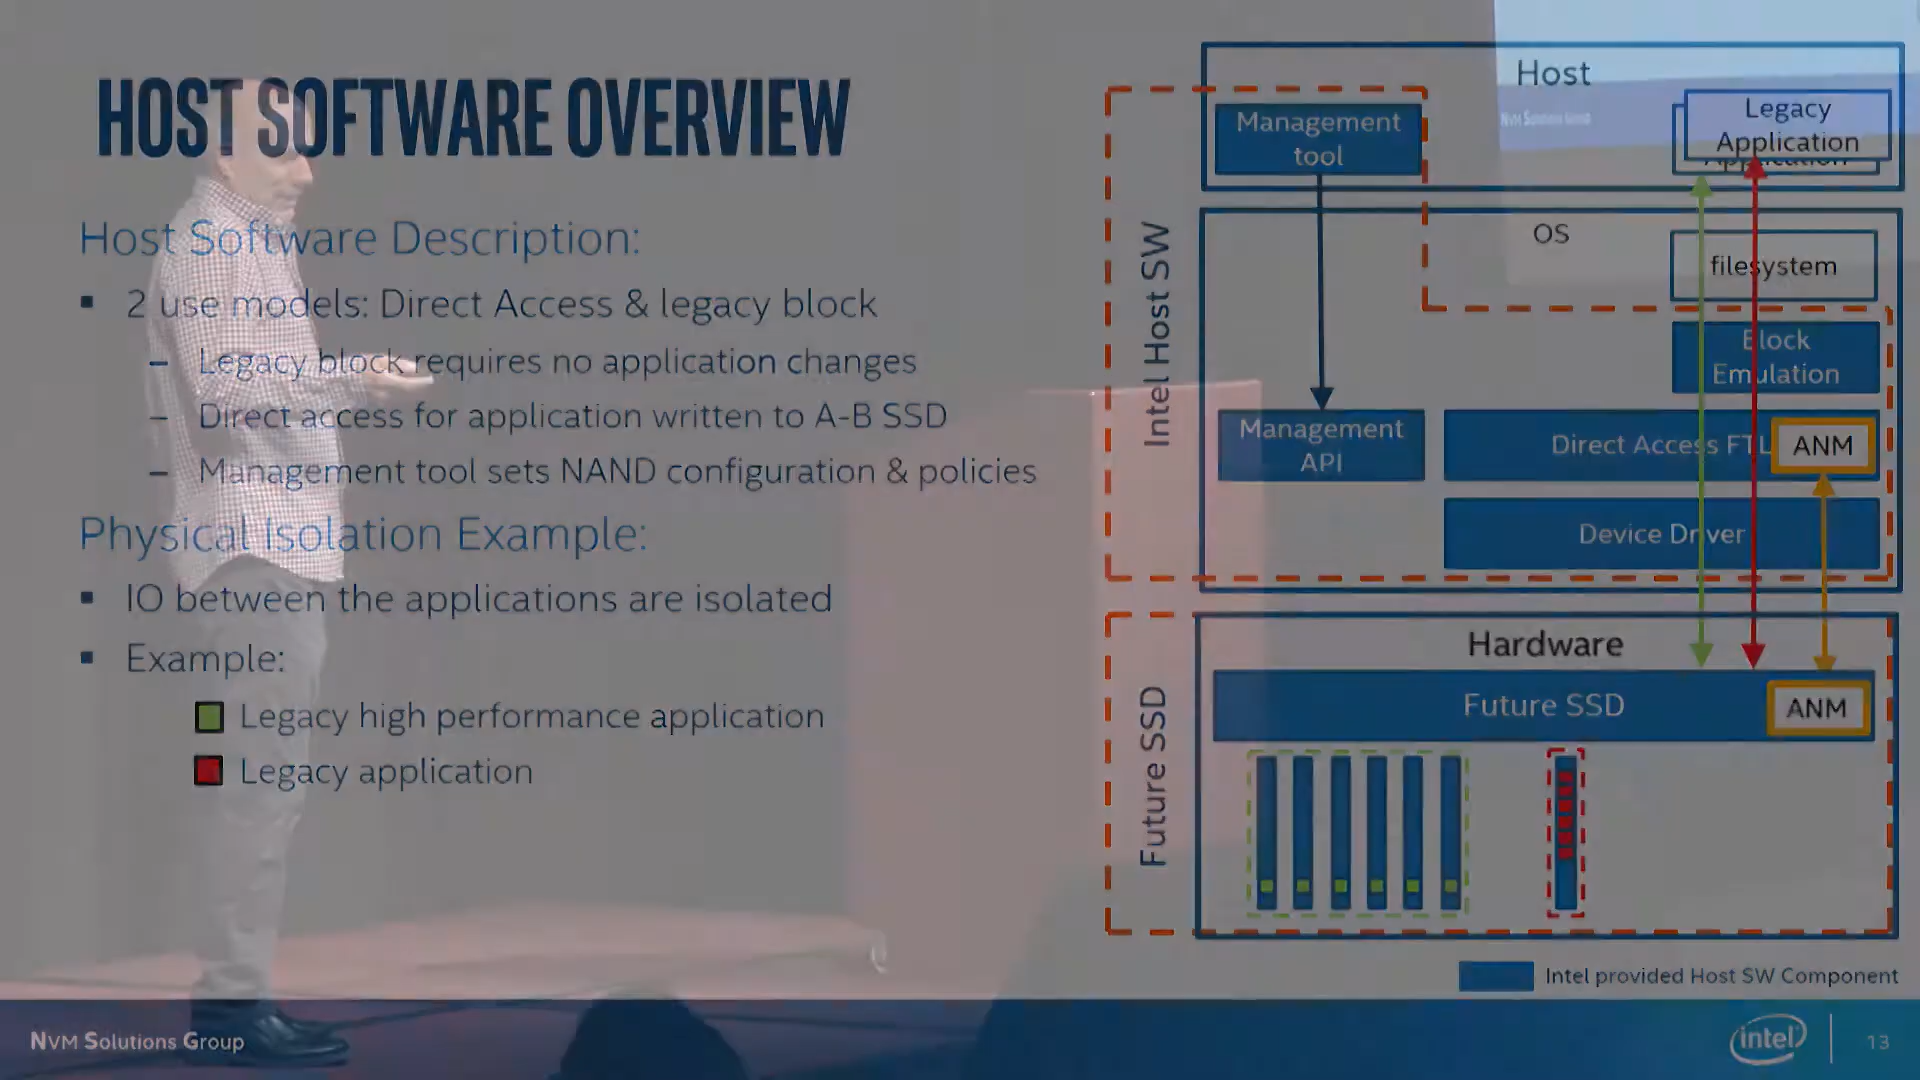 HOST SOFTWARE OVERVIEW
Host Software Description:
2 use models: Direct Access & legacy block
– Legacy block requires no application changes
– Direct access for application written to A-B SSD
– Management tool sets NAND configuration & policies
Physical Isolation Example:
IO between the applications are isolated
Example:
Legacy high performance application
Legacy application
Host
Management
tool
NVM Solutions Group
Legacy
Application
Application
Intel Host SW
OS
filesystem
Block
Emulation
Management
API
Direct Access FTL
ANM
Device Driver
Future SSD
Hardware
Future SSD
ANM
Intel provided Host SW Component
NVM Solutions Group
intel
13